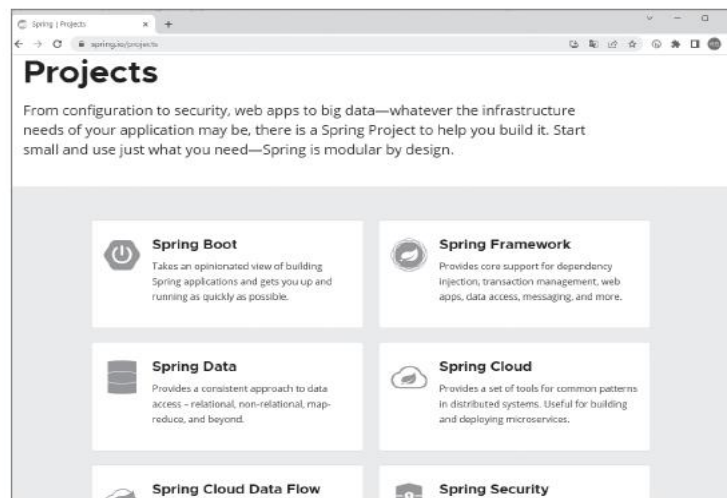 Spring | Projects
spring.io/projects
Projects
From configuration to security, web apps to big data—whatever the infrastructure
needs of your application may be, there is a Spring Project to help you build it. Start
small and use just what you need—Spring is modular by design.
Spring Boot
Takes an opinionated view of building
Spring applications and gets you up and
running as quickly as possible.
Spring Framework
Provides core support for dependency
injection, transaction management, web
apps, data access, messaging, and more.
Spring Data
Provides a consistent approach to data
access – relational, non-relational, map-
reduce, and beyond.
Spring Cloud
Provides a set of tools for common patterns
in distributed systems. Useful for building
and deploying microservices.
Spring Cloud Data Flow
Spring Security